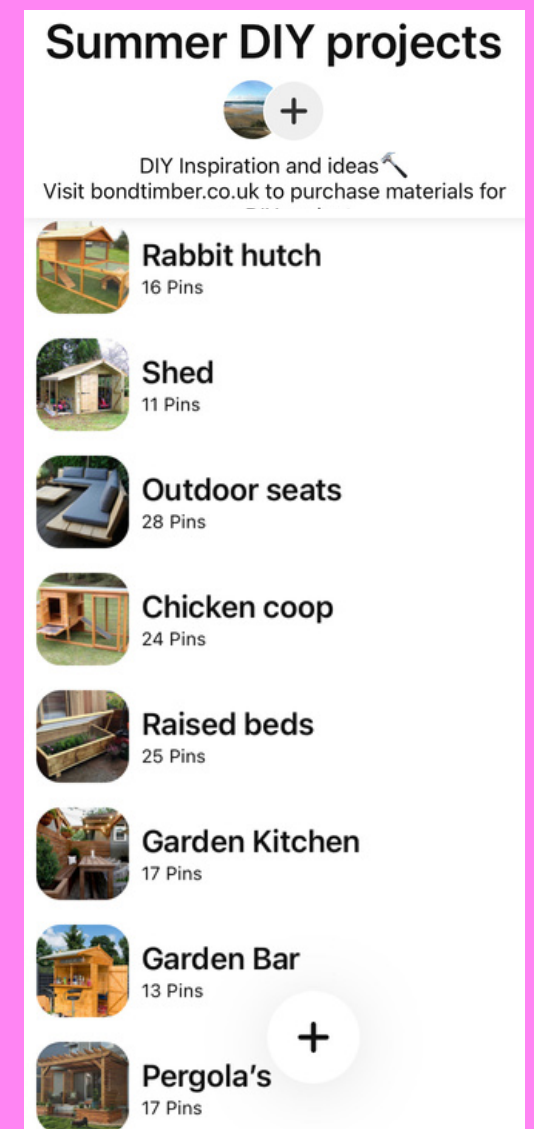 Summer DIY projects
DIY Inspiration and ideas🔨
Visit bondtimber.co.uk to purchase materials for
Rabbit hutch
16 Pins
Shed
11 Pins
Outdoor seats
28 Pins
Chicken coop
24 Pins
Raised beds
25 Pins
Garden Kitchen
17 Pins
Garden Bar
13 Pins
Pergola’s
17 Pins